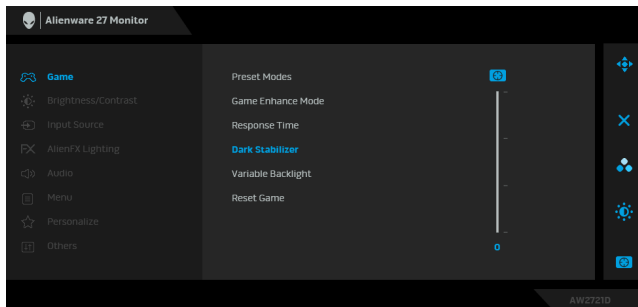 Alienware 27 Monitor
Game
Brightness/Contrast
Input Source
FX AlienFX Lighting
Audio
Menu
Personalize
Others
Preset Modes
Game Enhance Mode
Response Time
Dark Stabilizer
Variable Backlight
Reset Game
0
AW2721D